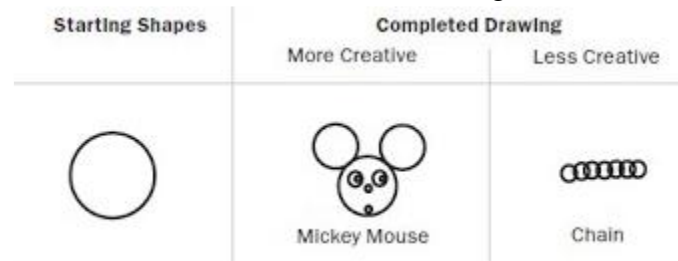 Starting Shapes
Completed Drawing
More Creative
Less Creative
Mickey Mouse
Chain